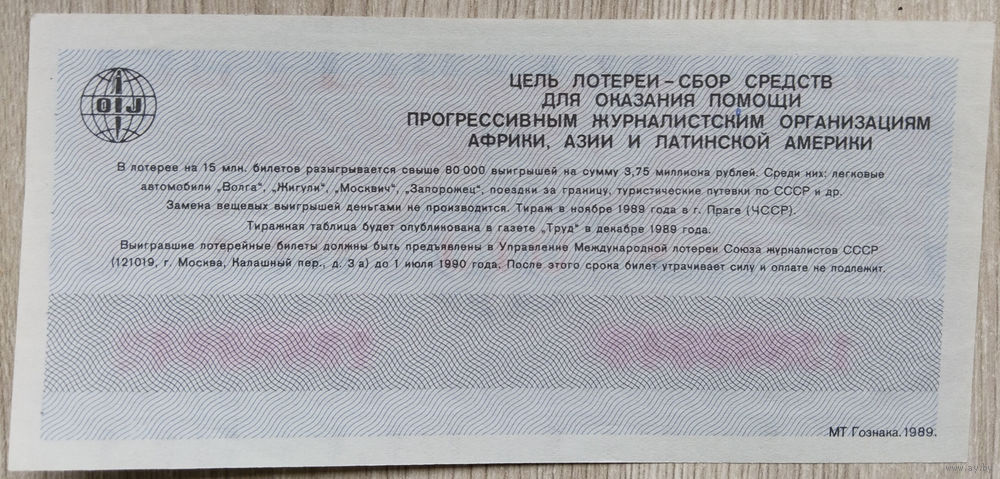 OIJ
ЦЕЛЬ ЛОТЕРЕИ – СБОР СРЕДСТВ
ДЛЯ ОКАЗАНИЯ ПОМОЩИ
ПРОГРЕССИВНЫМ ЖУРНАЛИСТСКИМ ОРГАНИЗАЦИЯМ
АФРИКИ, АЗИИ И ЛАТИНСКОЙ АМЕРИКИ
В лотерее на 15 млн. билетов разыгрывается свыше 80 000 выигрышей на сумму 3,75 миллиона рублей. Среди них: легковые
автомобили „Волга“, „Жигули“, „Москвич“, „Запорожец“, поездки за границу, туристические путевки по СССР и др.
Замена вещевых выигрышей деньгами не производится. Тираж в ноябре 1989 года в г. Праге (ЧССР).
Тиражная таблица будет опубликована в газете „Труд“ в декабре 1989 года.
Выигравшие лотерейные билеты должны быть предъявлены в Управление Международной лотереи Союза журналистов СССР
(121019, г. Москва, Калашный пер., д. 3 а) до 1 июля 1990 года. После этого срока билет утрачивает силу и оплате не подлежит.
МТ Гознака. 1989.
www.ay.by